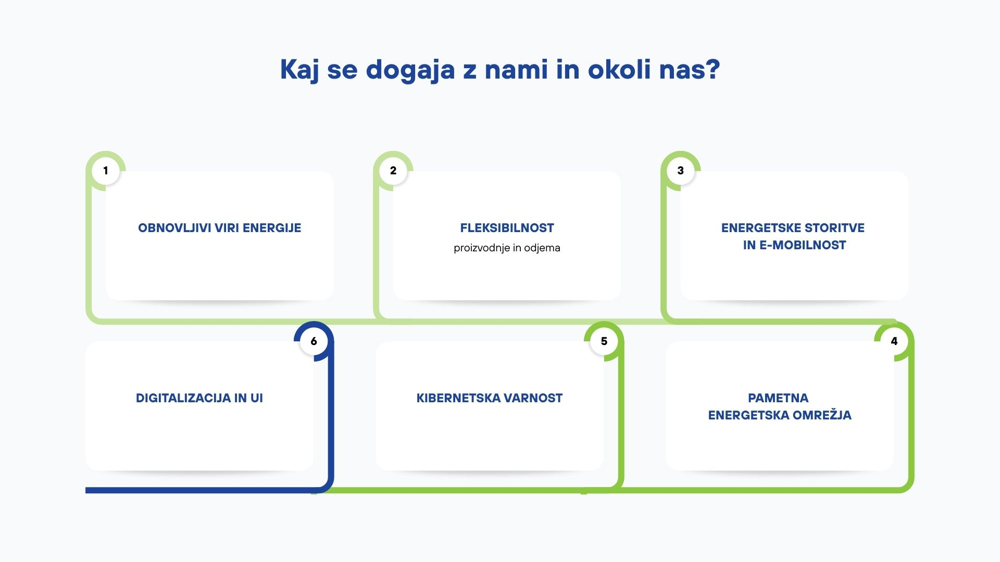 Kaj se dogaja z nami in okoli nas?
1
OBNOVLJIVI VIRI ENERGIJE
2
FLEKSIBILNOST
proizvodnje in odjema
3
ENERGETSKE STORITVE
IN E-MOBILNOST
4
PAMETNA
ENERGETSKA OMREŽJA
5
KIBERNETSKA VARNOST
6
DIGITALIZACIJA IN UI